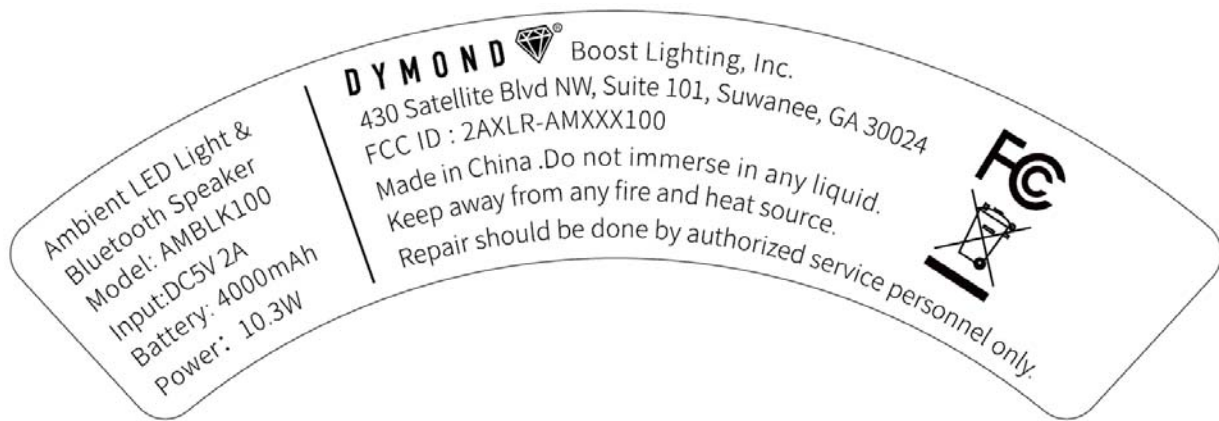 Ambient LED Light &
Bluetooth Speaker
Model: AMBLK100
Input:DC5V 2A
Battery: 4000mAh
Power： 10.3W
DYMOND® Boost Lighting, Inc.
430 Satellite Blvd NW, Suite 101, Suwanee, GA 30024
FCC ID : 2AXLR-AMXXX100
Made in China .Do not immerse in any liquid.
Keep away from any fire and heat source.
Repair should be done by authorized service personnel only.
FCC